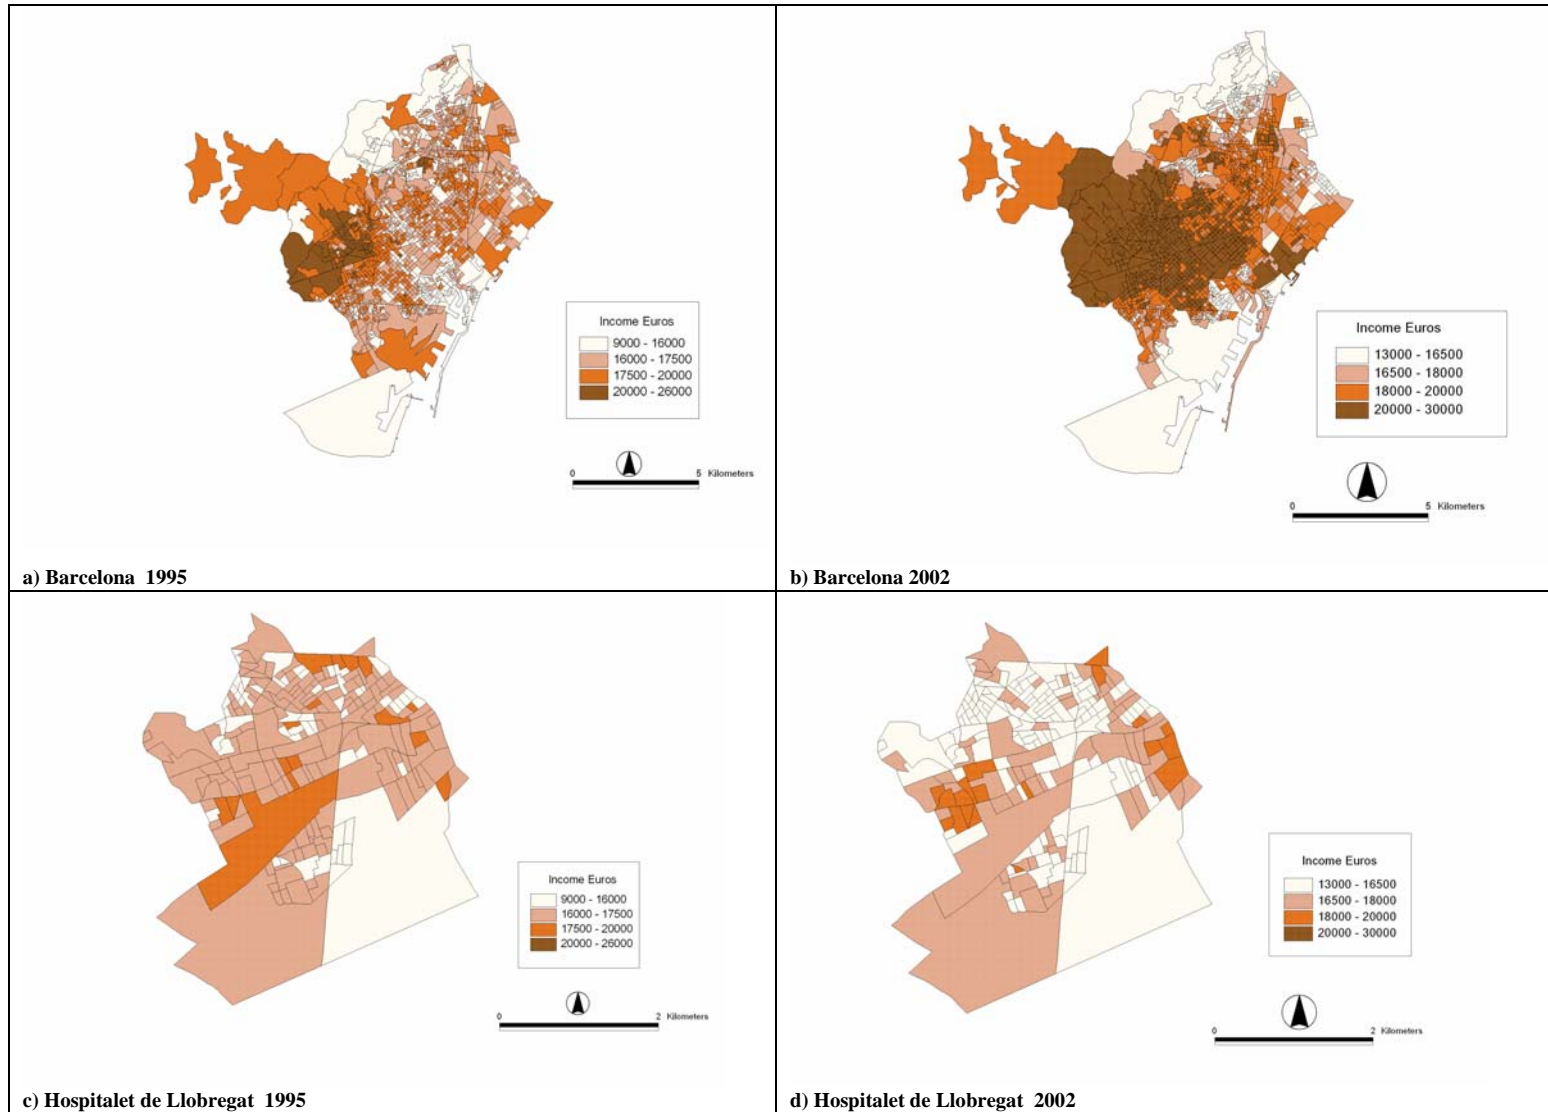 Income Euros
9000 - 16000
16000 - 17500
17500 - 20000
20000 - 26000
0 5 Kilometers
a) Barcelona 1995
Income Euros
13000 - 16500
16500 - 18000
18000 - 20000
20000 - 30000
0 5 Kilometers
b) Barcelona 2002
Income Euros
9000 - 16000
16000 - 17500
17500 - 20000
20000 - 26000
0 2 Kilometers
c) Hospitalet de Llobregat 1995
Income Euros
13000 - 16500
16500 - 18000
18000 - 20000
20000 - 30000
0 2 Kilometers
d) Hospitalet de Llobregat 2002